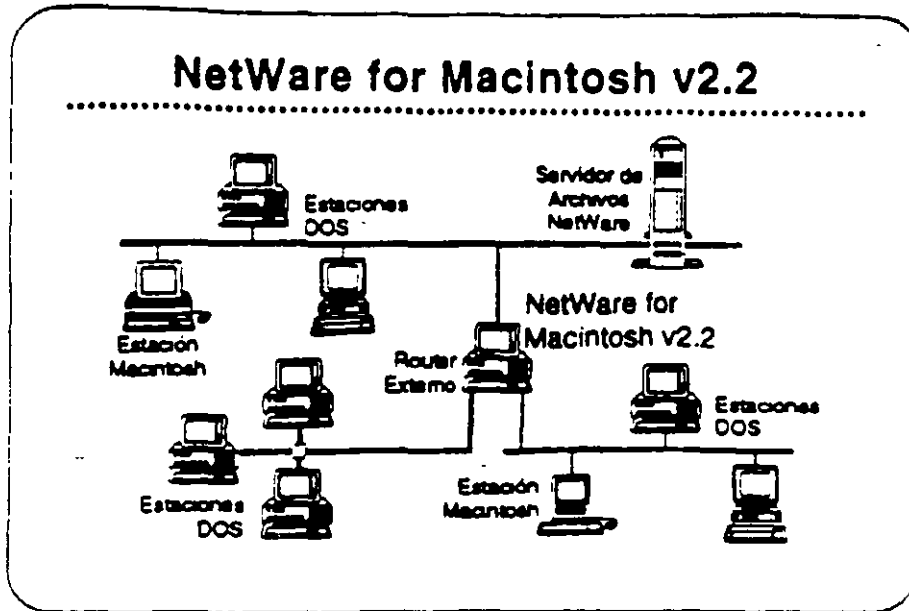 NetWare for Macintosh v2.2
Estaciones
DOS
Servidor de
Archivos
NetWare
Estación
Macintosh
NetWare for
Macintosh v2.2
Router
Externo
Estaciones
DOS
Estaciones
DOS
Estación
Macintosh